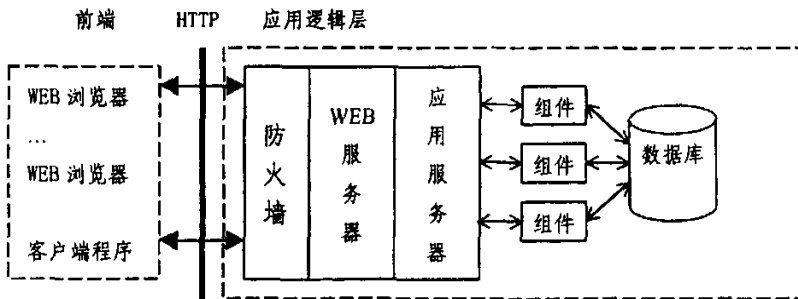 前端 HTTP 应用逻辑层
WEB 浏览器
...
WEB 浏览器
客户端程序
防火墙
WEB 服务器
应用服务器
组件
组件
组件
数据库